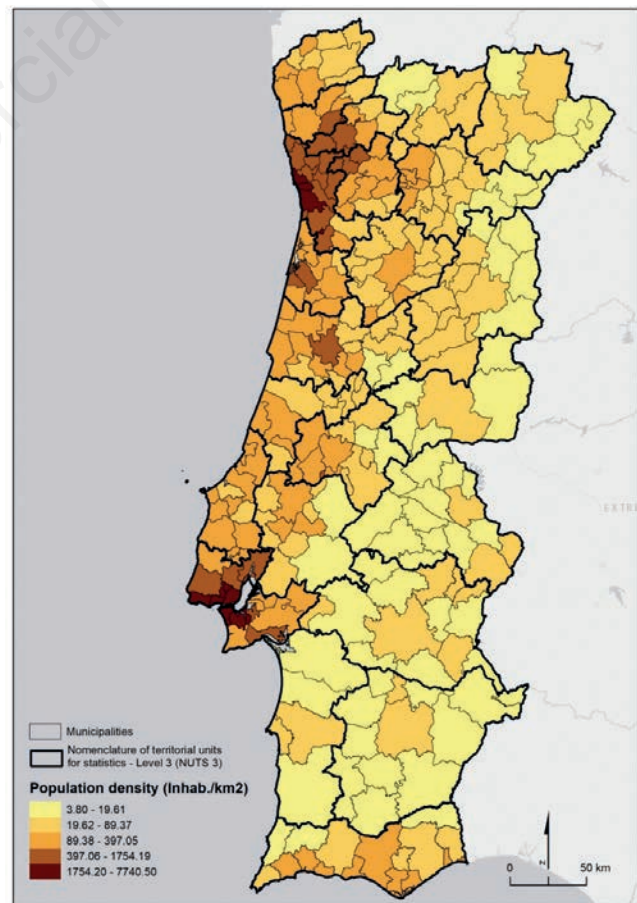 rcial
EXTRE
Municipalities
Nomenclature of territorial units
for statistics - Level 3 (NUTS 3)
Population density (Inhab./km2)
3.80 - 19.61
19.62 - 89.37
89.38 - 397.05
397.06 - 1754.19
1754.20 - 7740.50
N
0 50 km